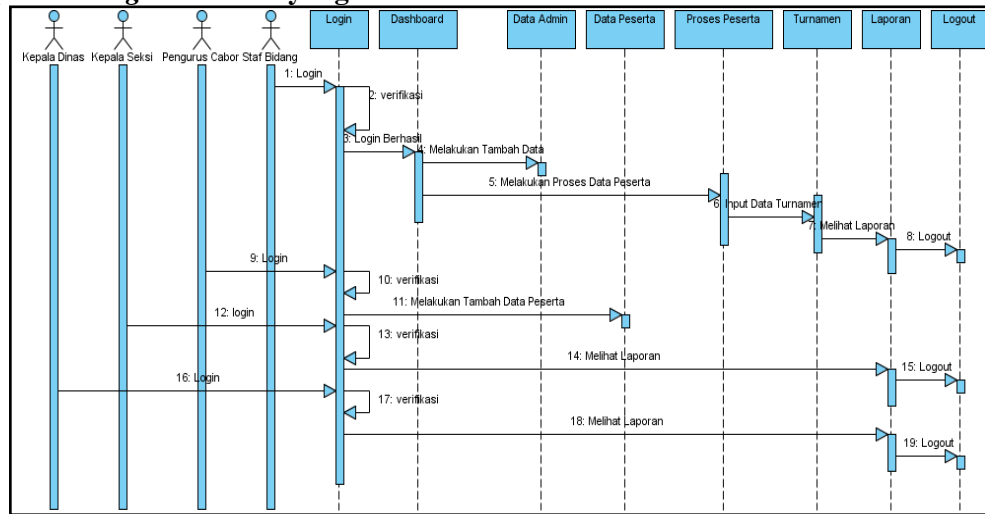 Login
Dashboard
Data Admin
Data Peserta
Proses Peserta
Turnamen
Laporan
Logout
Kepala Dinas
Kepala Seksi
Pengurus Cabor
Staf Bidang
1: Login
2: verifikasi
3: Login Berhasil
4: Melakukan Tambah Data
5: Melakukan Proses Data Peserta
6: Input Data Turnamen
7: Melihat Laporan
8: Logout
9: Login
10: verifikasi
11: Melakukan Tambah Data Peserta
12: login
13: verifikasi
14: Melihat Laporan
15: Logout
16: Login
17: verifikasi
18: Melihat Laporan
19: Logout